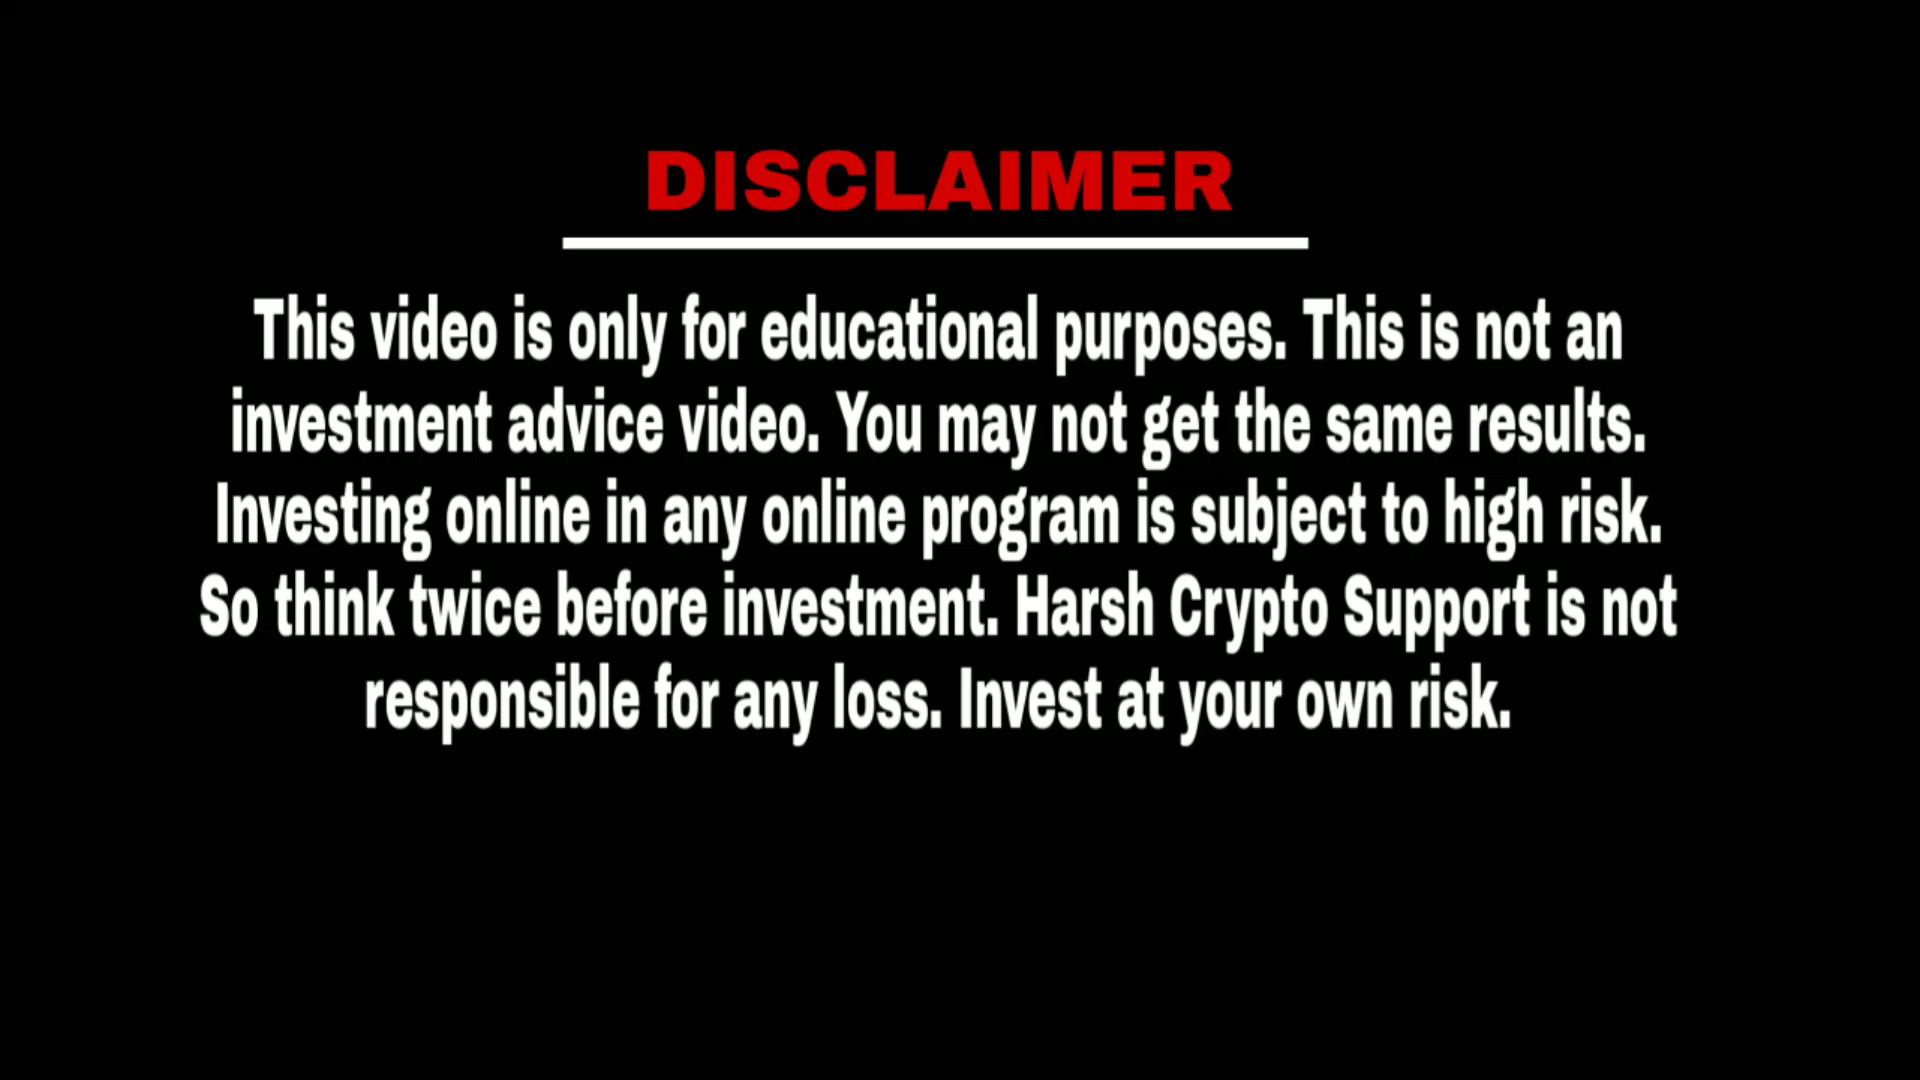 DISCLAIMER
This video is only for educational purposes. This is not an
investment advice video. You may not get the same results.
Investing online in any online program is subject to high risk.
So think twice before investment. Harsh Crypto Support is not
responsible for any loss. Invest at your own risk.